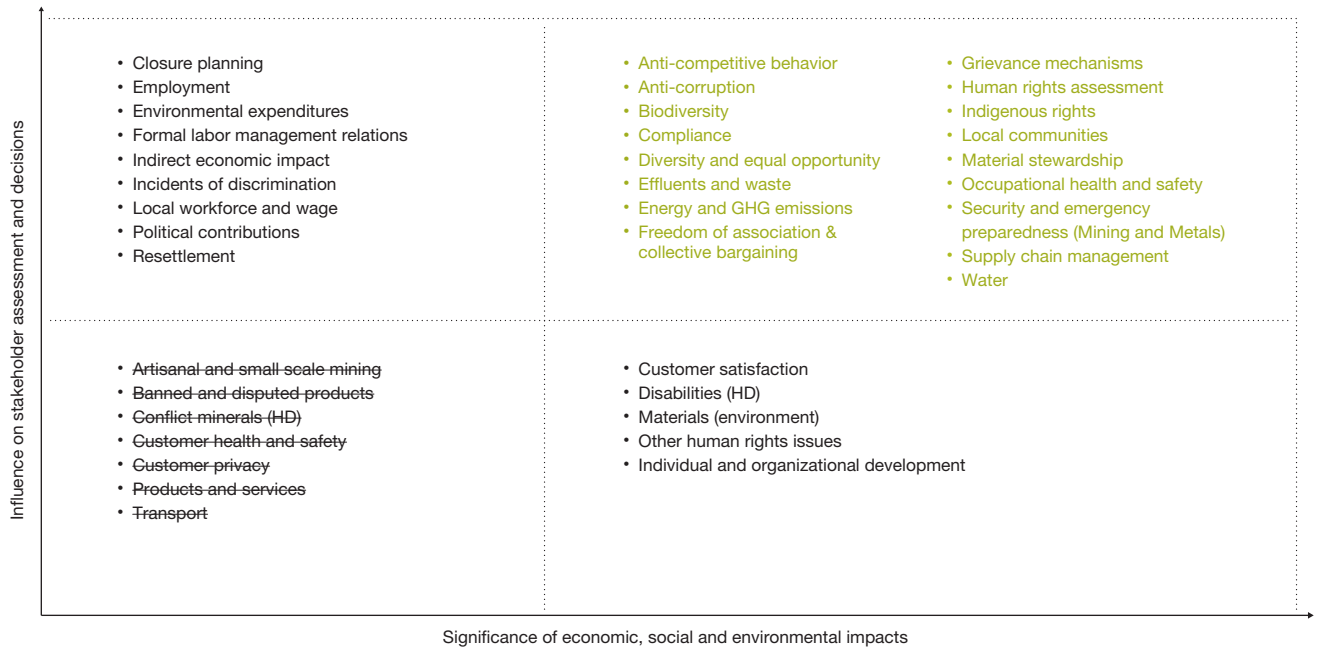 Influence on stakeholder assessment and decisions
• Closure planning
• Employment
• Environmental expenditures
• Formal labor management relations
• Indirect economic impact
• Incidents of discrimination
• Local workforce and wage
• Political contributions
• Resettlement
• Anti-competitive behavior
• Anti-corruption
• Biodiversity
• Compliance
• Diversity and equal opportunity
• Effluents and waste
• Energy and GHG emissions
• Freedom of association &
collective bargaining
• Grievance mechanisms
• Human rights assessment
• Indigenous rights
• Local communities
• Material stewardship
• Occupational health and safety
• Security and emergency
preparedness (Mining and Metals)
• Supply chain management
• Water
• Artisanal and small scale mining
• Banned and disputed products
• Conflict minerals (HD)
• Customer health and safety
• Customer privacy
• Products and services
• Transport
• Customer satisfaction
• Disabilities (HD)
• Materials (environment)
• Other human rights issues
• Individual and organizational development
Significance of economic, social and environmental impacts